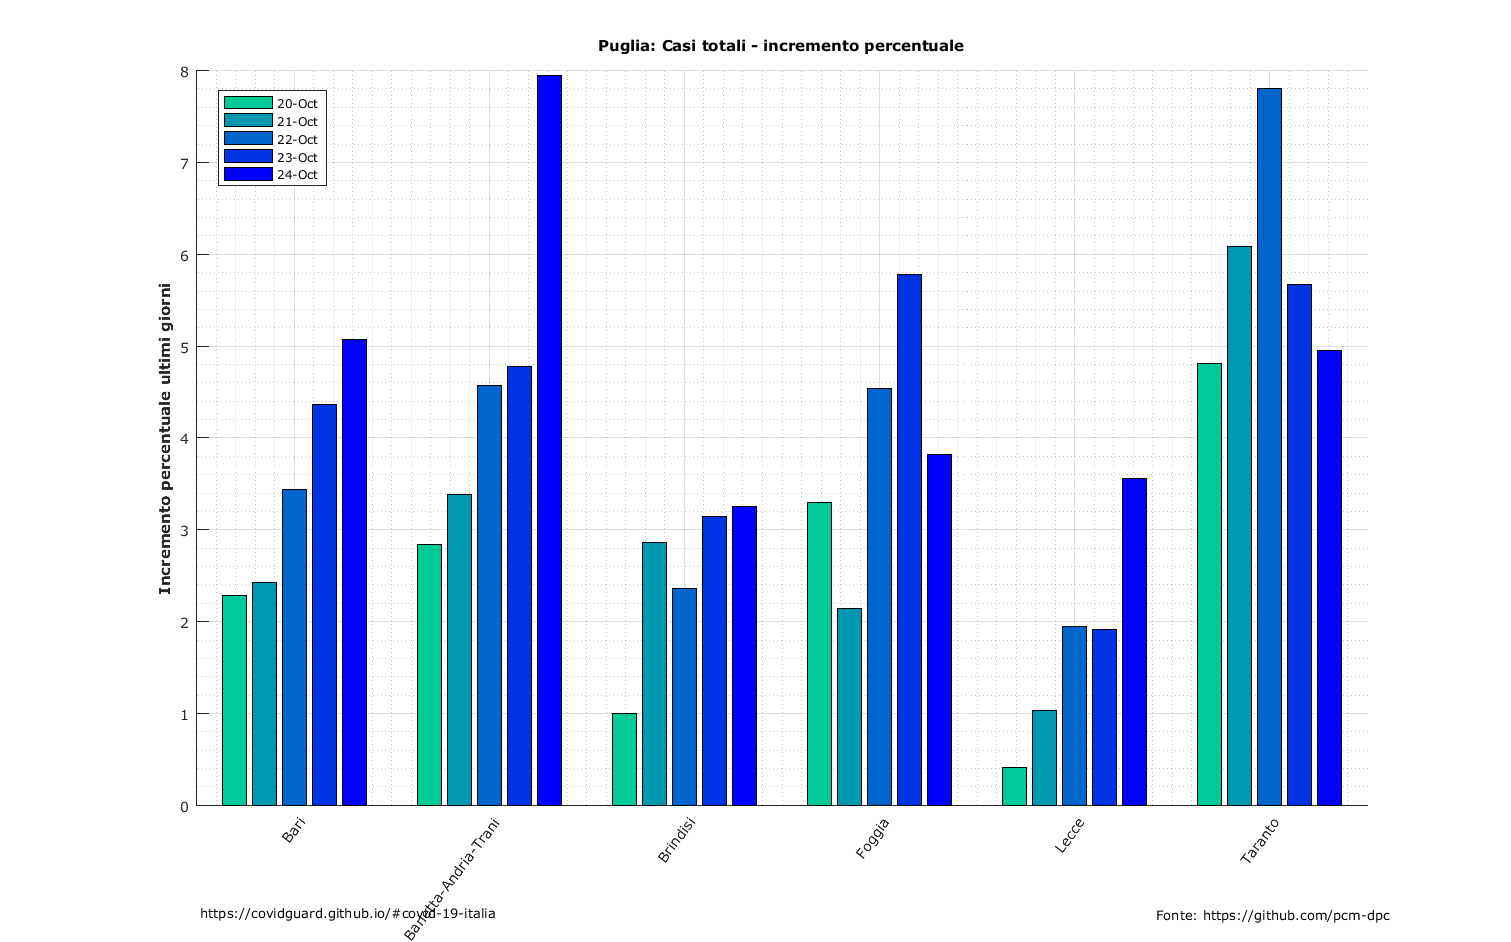 Puglia: Casi totali - incremento percentuale
20-Oct
21-Oct
22-Oct
23-Oct
24-Oct
Incremento percentuale ultimi giorni
8
7
6
5
4
3
2
1
0
Bari
Barletta-Andria-Trani
Brindisi
Foggia
Lecce
Taranto
https://covidguard.github.io/#covid-19-italia
Fonte: https://github.com/pcm-dpc